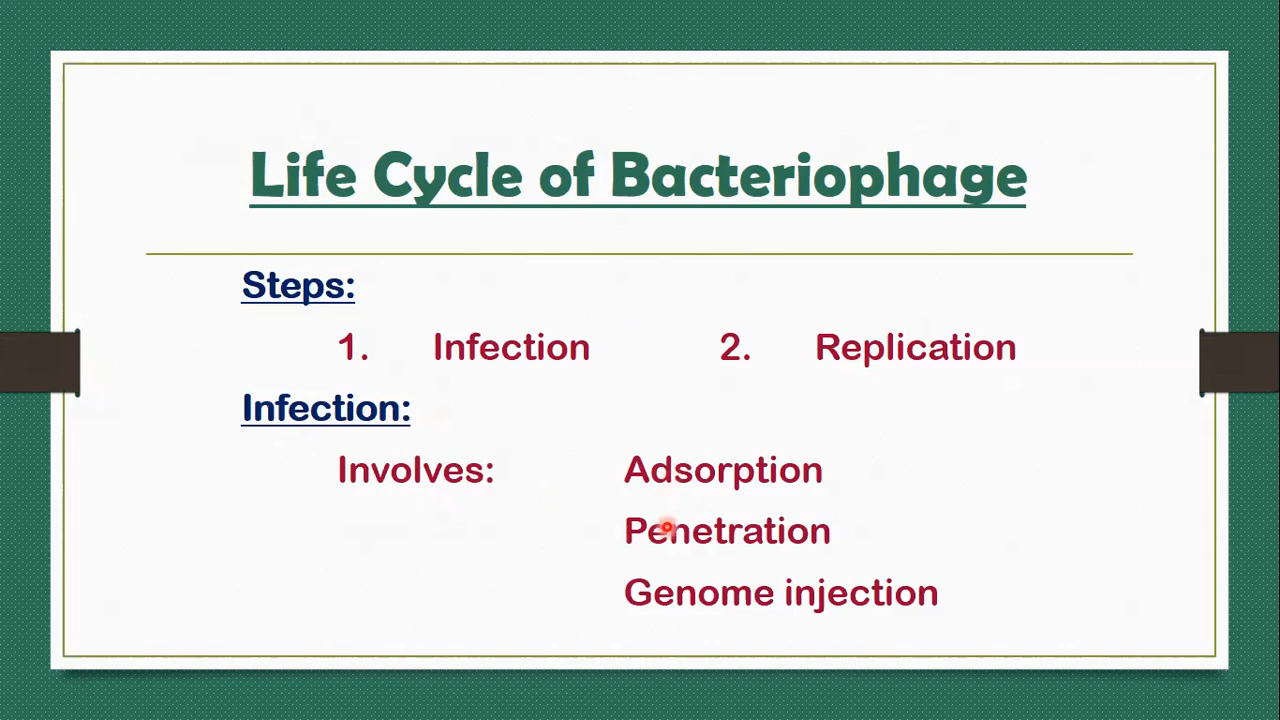 Life Cycle of Bacteriophage
Steps:
1. Infection 2. Replication
Infection:
Involves: Adsorption
Penetration
Genome injection